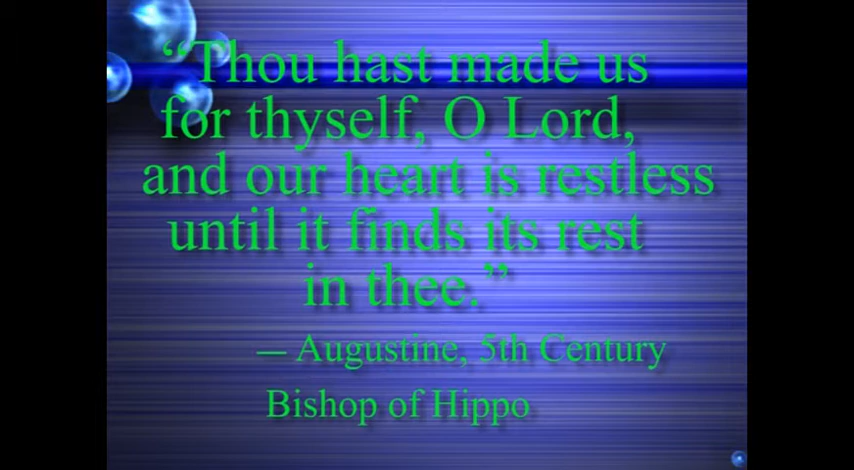 “Thou hast made us
for thyself, O Lord,
and our heart is restless
until it finds its rest
in thee.”
— Augustine, 5th Century
Bishop of Hippo